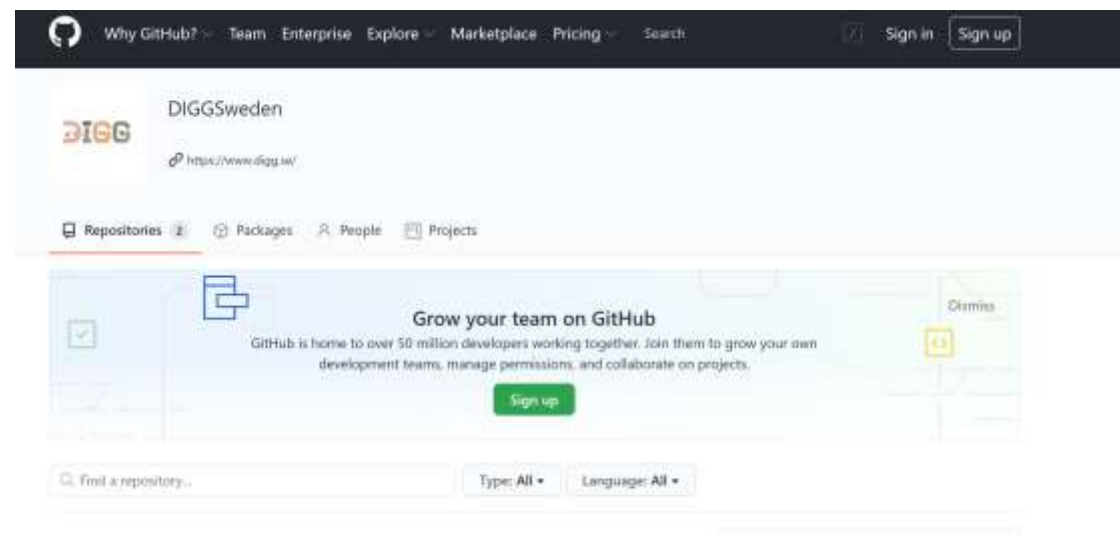 Why GitHub? Team Enterprise Explore Marketplace Pricing Search / Sign in Sign up
DIGG
DIGGSweden
https://www.digg.se/
Repositories 2 Packages People Projects
Dismiss
Grow your team on GitHub
GitHub is home to over 50 million developers working together. Join them to grow your own
development teams, manage permissions, and collaborate on projects.
Sign up
Find a repository... Type: All Language: All